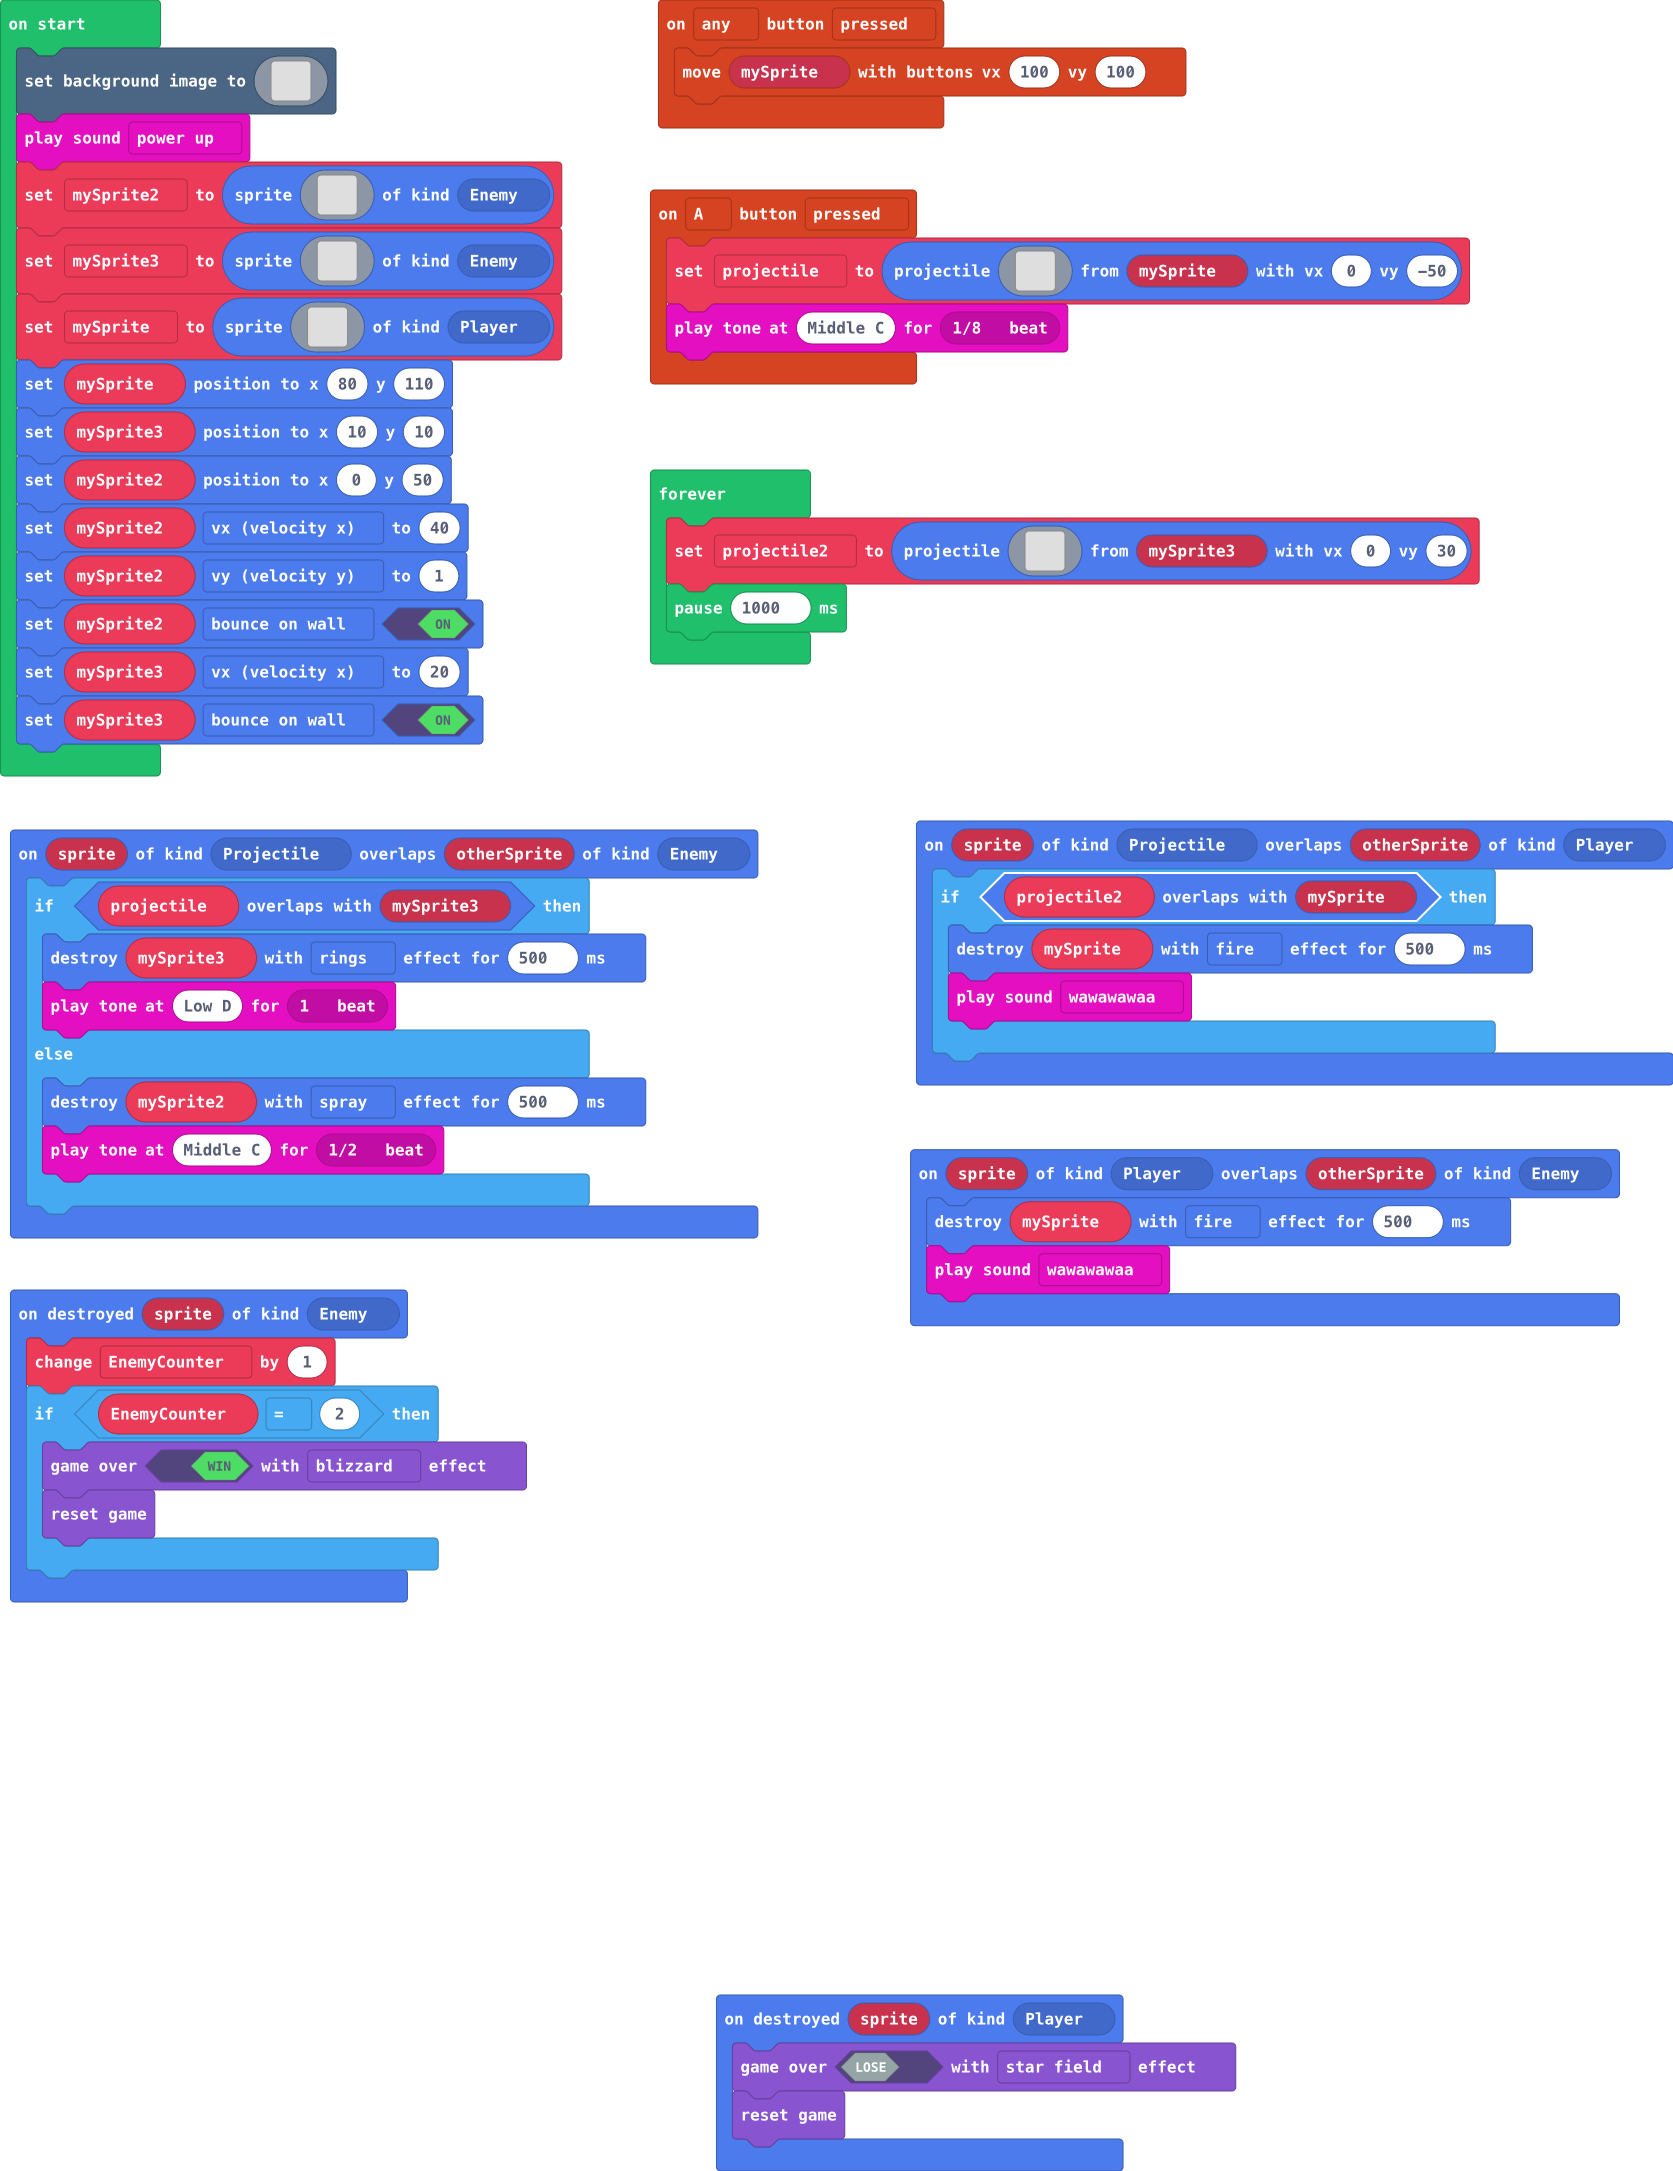 on start
set background image to
play sound power up
set mySprite2 to sprite of kind Enemy
set mySprite3 to sprite of kind Enemy
set mySprite to sprite of kind Player
set mySprite position to x 80 y 110
set mySprite3 position to x 10 y 10
set mySprite2 position to x 0 y 50
set mySprite2 vx (velocity x) to 40
set mySprite2 vy (velocity y) to 1
set mySprite2 bounce on wall ON
set mySprite3 vx (velocity x) to 20
set mySprite3 bounce on wall ON
on any button pressed
move mySprite with buttons vx 100 vy 100
on A button pressed
set projectile to projectile from mySprite with vx 0 vy −50
play tone at Middle C for 1/8 beat
forever
set projectile2 to projectile from mySprite3 with vx 0 vy 30
pause 1000 ms
on sprite of kind Projectile overlaps otherSprite of kind Enemy
if projectile overlaps with mySprite3 then
destroy mySprite3 with rings effect for 500 ms
play tone at Low D for 1 beat
else
destroy mySprite2 with spray effect for 500 ms
play tone at Middle C for 1/2 beat
on sprite of kind Projectile overlaps otherSprite of kind Player
if projectile2 overlaps with mySprite then
destroy mySprite with fire effect for 500 ms
play sound wawawawaa
on sprite of kind Player overlaps otherSprite of kind Enemy
destroy mySprite with fire effect for 500 ms
play sound wawawawaa
on destroyed sprite of kind Enemy
change EnemyCounter by 1
if EnemyCounter = 2 then
game over WIN with blizzard effect
reset game
on destroyed sprite of kind Player
game over LOSE with star field effect
reset game